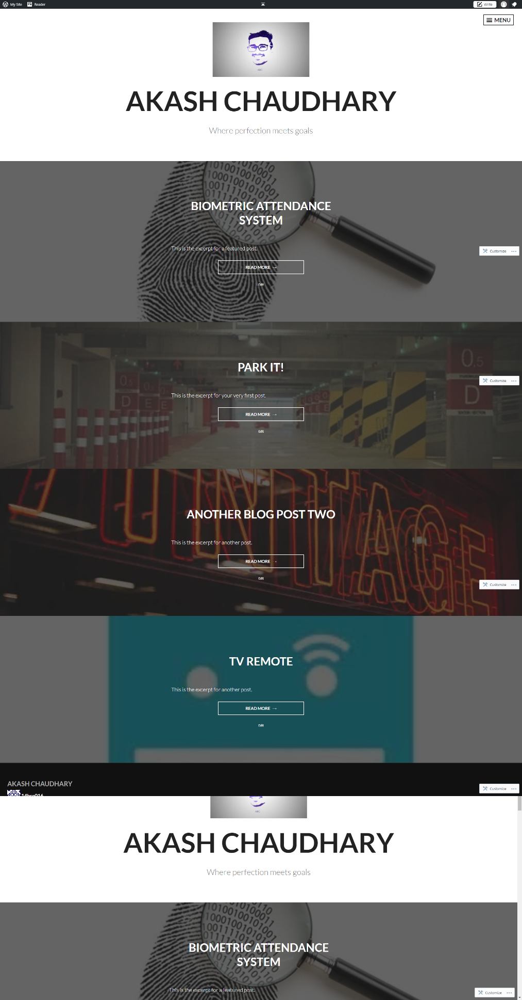 My Site Reader Write
MENU
ABC
AKASH CHAUDHARY
Where perfection meets goals
BIOMETRIC ATTENDANCE
SYSTEM
This is the excerpt for a featured post.
Customize
READ MORE →
Edit
PARK IT!
0.5
D
Customize
This is the excerpt for your very first post.
READ MORE →
Edit
ANOTHER BLOG POST TWO
This is the excerpt for another post.
READ MORE
Edit
Customize
TV REMOTE
This is the excerpt for another post.
READ MORE →
Edit
AKASH CHAUDHARY
Customize
14bce016
ABC
AKASH CHAUDHARY
Where perfection meets goals
BIOMETRIC ATTENDANCE
SYSTEM
This is the excerpt for a featured post.
Customize